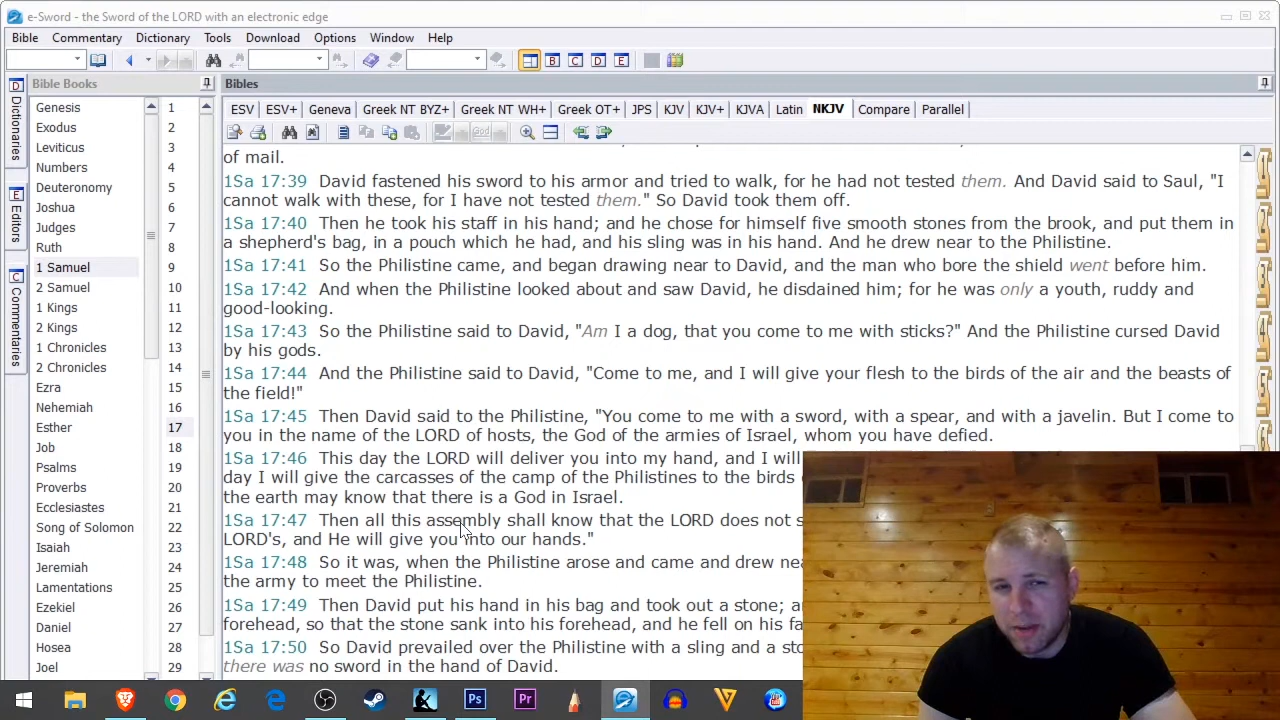 e-Sword - the Sword of the LORD with an electronic edge
Bible Commentary Dictionary Tools Download Options Window Help
B C D E
Bible Books
Bibles
D Dictionaries
E Editors
C Commentaries
ESV ESV+ Geneva Greek NT BYZ+ Greek NT WH+ Greek OT+ JPS KJV KJV+ KJVA Latin NKJV Compare Parallel
God
Genesis 1
Exodus 2
Leviticus 3
Numbers 4
Deuteronomy 5
Joshua 6
Judges 7
Ruth 8
1 Samuel 9
2 Samuel 10
1 Kings 11
2 Kings 12
1 Chronicles 13
2 Chronicles 14
Ezra 15
Nehemiah 16
Esther 17
Job 18
Psalms 19
Proverbs 20
Ecclesiastes 21
Song of Solomon 22
Isaiah 23
Jeremiah 24
Lamentations 25
Ezekiel 26
Daniel 27
Hosea 28
Joel 29
of mail.
1Sa 17:39 David fastened his sword to his armor and tried to walk, for he had not tested them. And David said to Saul, "I
cannot walk with these, for I have not tested them." So David took them off.
1Sa 17:40 Then he took his staff in his hand; and he chose for himself five smooth stones from the brook, and put them in
a shepherd's bag, in a pouch which he had, and his sling was in his hand. And he drew near to the Philistine.
1Sa 17:41 So the Philistine came, and began drawing near to David, and the man who bore the shield went before him.
1Sa 17:42 And when the Philistine looked about and saw David, he disdained him; for he was only a youth, ruddy and
good-looking.
1Sa 17:43 So the Philistine said to David, "Am I a dog, that you come to me with sticks?" And the Philistine cursed David
by his gods.
1Sa 17:44 And the Philistine said to David, "Come to me, and I will give your flesh to the birds of the air and the beasts of
the field!"
1Sa 17:45 Then David said to the Philistine, "You come to me with a sword, with a spear, and with a javelin. But I come to
you in the name of the LORD of hosts, the God of the armies of Israel, whom you have defied.
1Sa 17:46 This day the LORD will deliver you into my hand, and I will
day I will give the carcasses of the camp of the Philistines to the birds
the earth may know that there is a God in Israel.
1Sa 17:47 Then all this assembly shall know that the LORD does not
LORD's, and He will give you into our hands."
1Sa 17:48 So it was, when the Philistine arose and came and drew
the army to meet the Philistine.
1Sa 17:49 Then David put his hand in his bag and took out a stone;
forehead, so that the stone sank into his forehead, and he fell on his
1Sa 17:50 So David prevailed over the Philistine with a sling and a
there was no sword in the hand of David.
1
2
3
4
5
6
Ps Pr